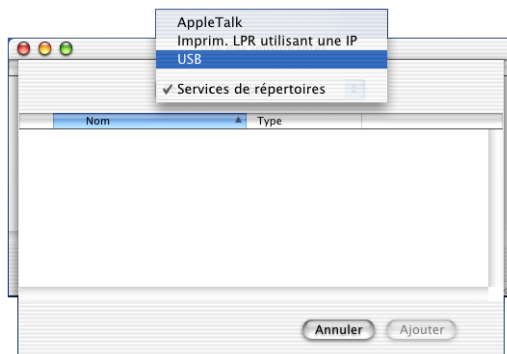 AppleTalk
Imprim. LPR utilisant une IP
USB
✓ Services de répertoires
Nom Type
Annuler Ajouter